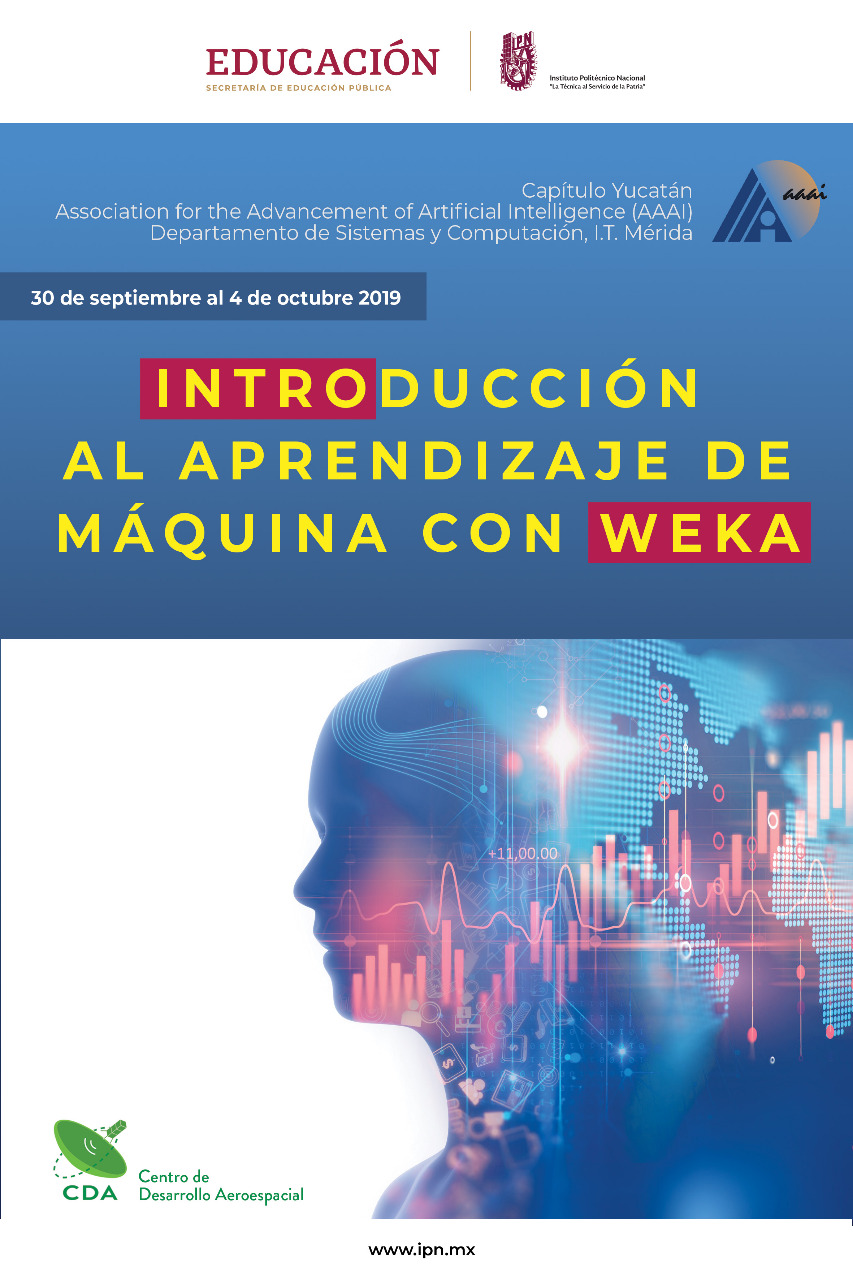 EDUCACIÓN
SECRETARÍA DE EDUCACIÓN PÚBLICA
IPN
Instituto Politécnico Nacional
"La Técnica al Servicio de la Patria"
Capítulo Yucatán
Association for the Advancement of Artificial Intelligence (AAAI)
Departamento de Sistemas y Computación, I.T. Mérida
aaai
30 de septiembre al 4 de octubre 2019
INTRODUCCIÓN
AL APRENDIZAJE DE
MÁQUINA CON WEKA
+11,00.00
CDA
Centro de
Desarrollo Aeroespacial
www.ipn.mx